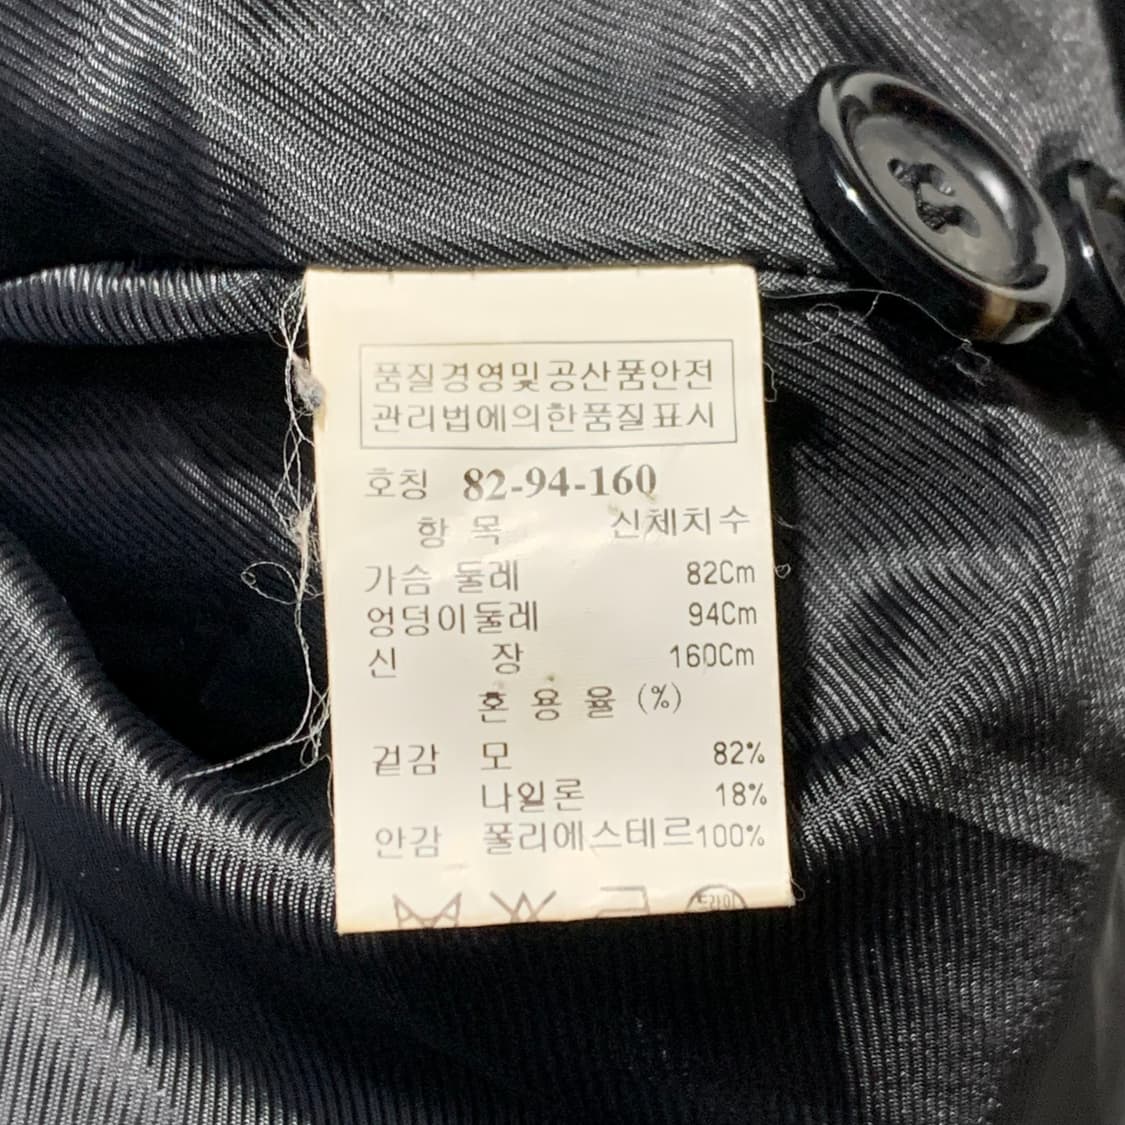 품질경영및공산품안전
관리법에의한품질표시
호칭 82-94-160
항 목 신체치수
가슴 둘레 82Cm
엉덩이둘레 94Cm
신 장 160Cm
혼 용 율 (%)
겉감 모 82%
나일론 18%
안감 폴리에스테르100%
드라이